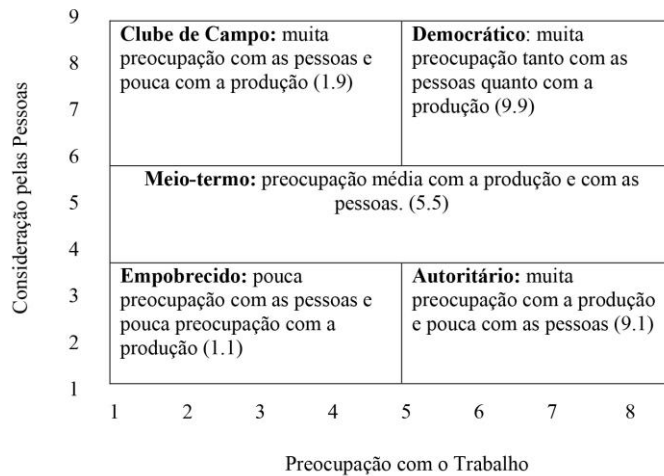 9
8
7
6
5
4
3
2
1
Consideração pelas Pessoas
Clube de Campo: muita
preocupação com as pessoas e
pouca com a produção (1.9)
Democrático: muita
preocupação tanto com as
pessoas quanto com a
produção (9.9)
Meio-termo: preocupação média com a produção e com as
pessoas. (5.5)
Empobrecido: pouca
preocupação com as pessoas e
pouca preocupação com a
produção (1.1)
Autoritário: muita
preocupação com a produção
e pouca com as pessoas (9.1)
1 2 3 4 5 6 7 8
Preocupação com o Trabalho